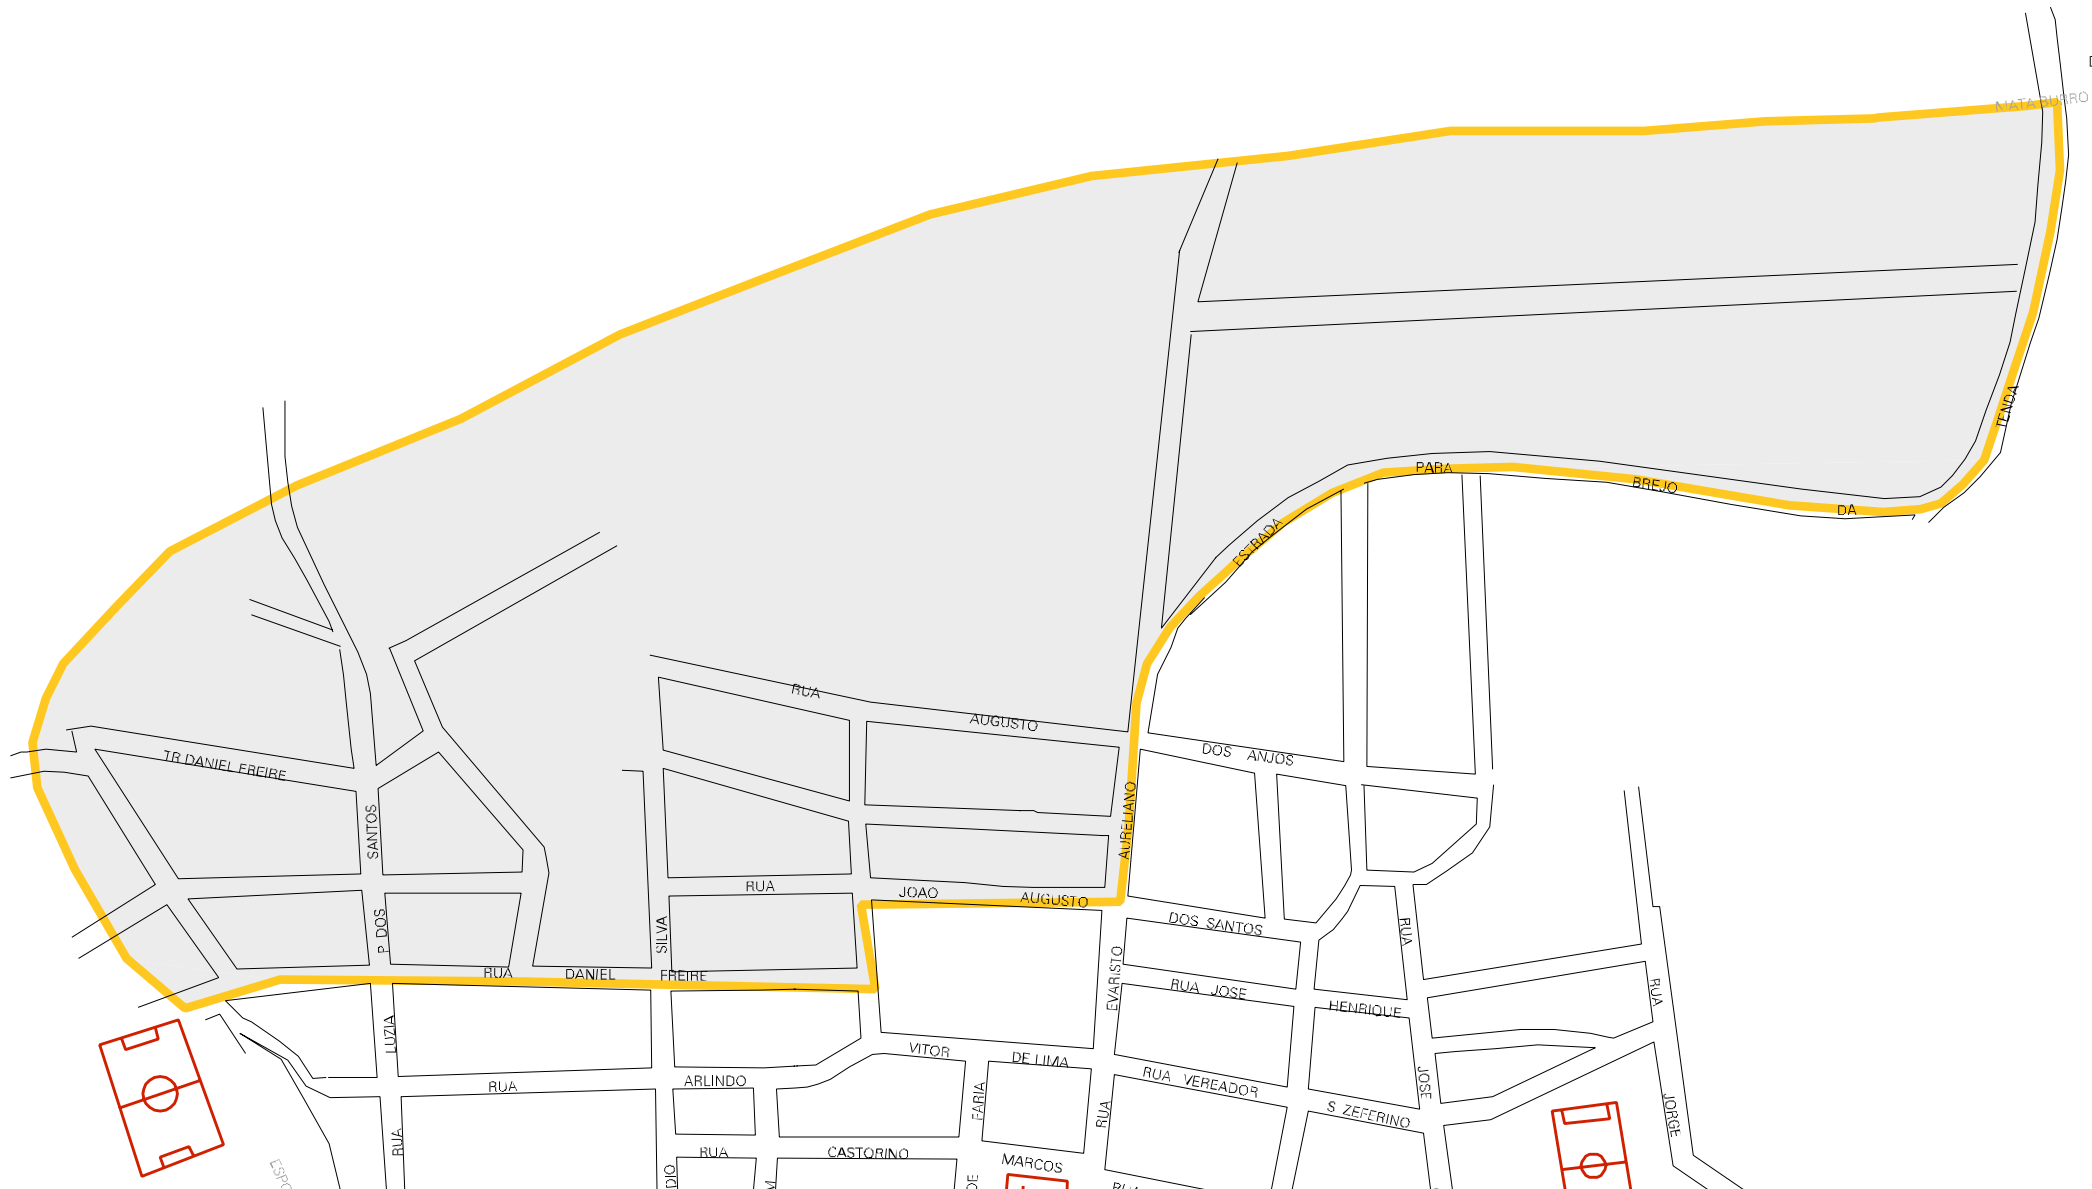 MATA BURRO
TENDA
PARA
BREJO
DA
ESTRADA
RUA
AUGUSTO
DOS ANJOS
TR DANIEL FREIRE
SANTOS
AURELIANO
RUA
JOAO
AUGUSTO
P. DOS
SILVA
DOS SANTOS
RUA
RUA
DANIEL
FREIRE
EVARISTO
RUA JOSE
HENRIQUE
RUA
LUZIA
VITOR
DE LIMA
RUA
ARLINDO
FARIA
RUA VEREADOR
JOSE
S. ZEFERINO
JORGE
RUA
RUA
RUA
CASTORINO
MARCOS
DE